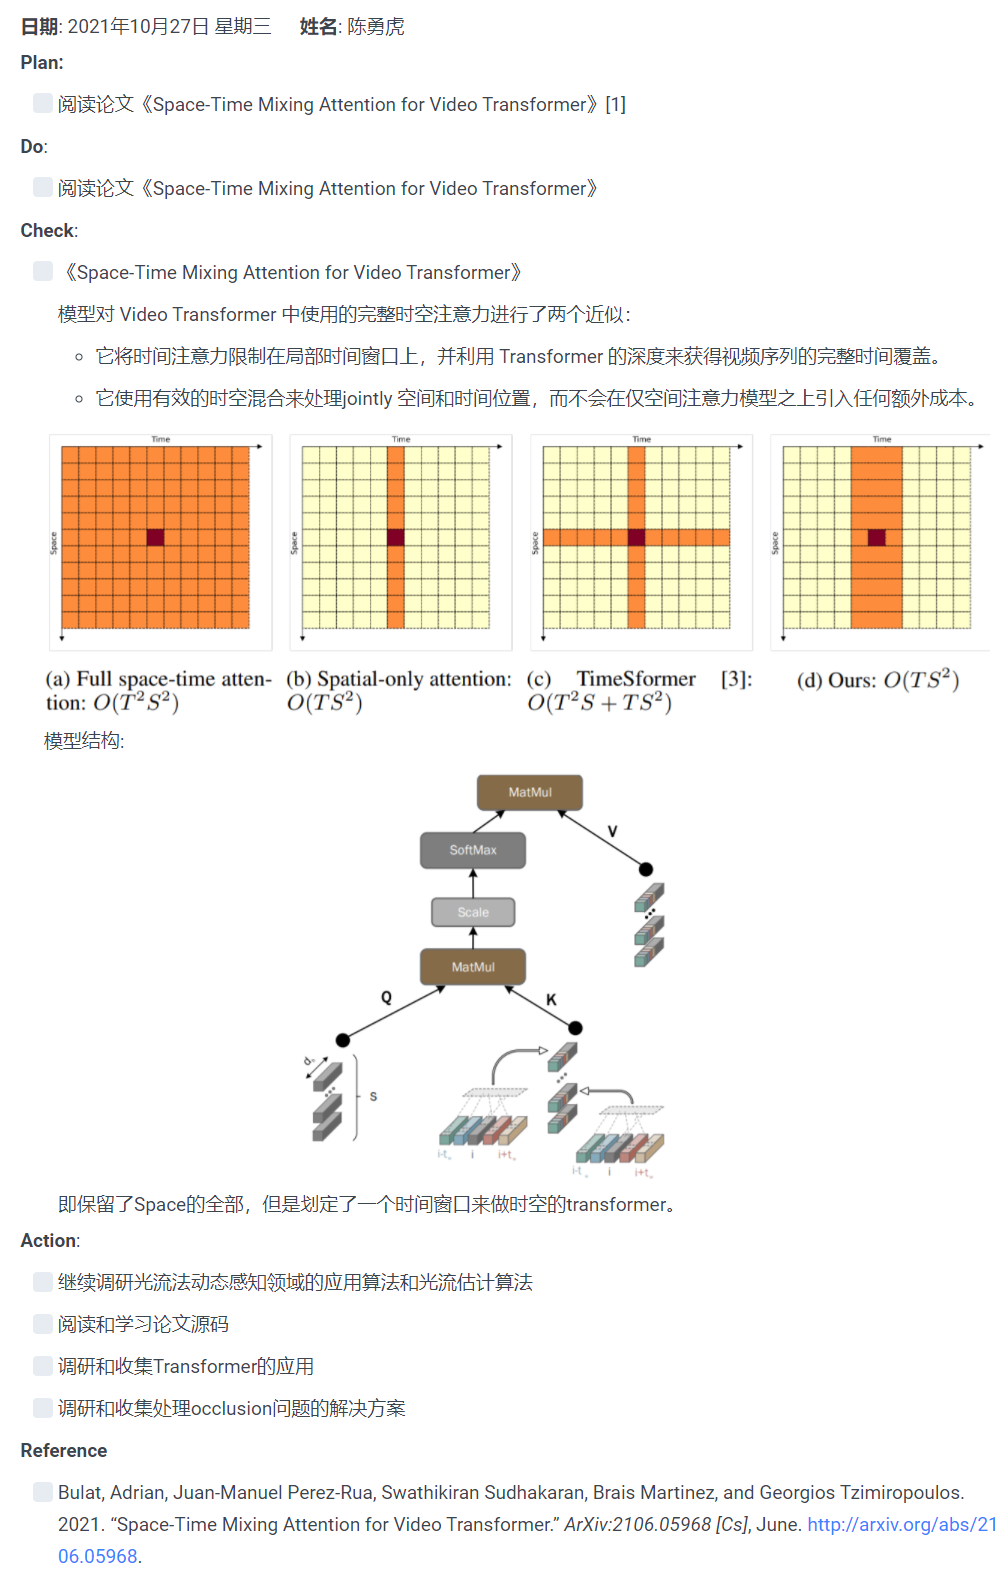 日期: 2021年10月27日 星期三 姓名: 陈勇虎
Plan:
阅读论文《Space-Time Mixing Attention for Video Transformer》[1]
Do:
阅读论文《Space-Time Mixing Attention for Video Transformer》
Check:
《Space-Time Mixing Attention for Video Transformer》
模型对 Video Transformer 中使用的完整时空注意力进行了两个近似：
它将时间注意力限制在局部时间窗口上，并利用 Transformer 的深度来获得视频序列的完整时间覆盖。
它使用有效的时空混合来处理jointly 空间和时间位置，而不会在仅空间注意力模型之上引入任何额外成本。
Time
Space
Time
Space
Time
Space
Time
Space
(a) Full space-time atten-
tion: O(T²S²)
(b) Spatial-only attention:
O(TS²)
(c) TimeSformer [3]:
O(T²S + TS²)
(d) Ours: O(TS²)
模型结构:
MatMul
V
SoftMax
Scale
MatMul
Q
K
S
i
i
即保留了Space的全部，但是划定了一个时间窗口来做时空的transformer。
Action:
继续调研光流法动态感知领域的应用算法和光流估计算法
阅读和学习论文源码
调研和收集Transformer的应用
调研和收集处理occlusion问题的解决方案
Reference
Bulat, Adrian, Juan-Manuel Perez-Rua, Swathikiran Sudhakaran, Brais Martinez, and Georgios Tzimiropoulos.
2021. “Space-Time Mixing Attention for Video Transformer.” ArXiv:2106.05968 [Cs], June. http://arxiv.org/abs/21
06.05968.